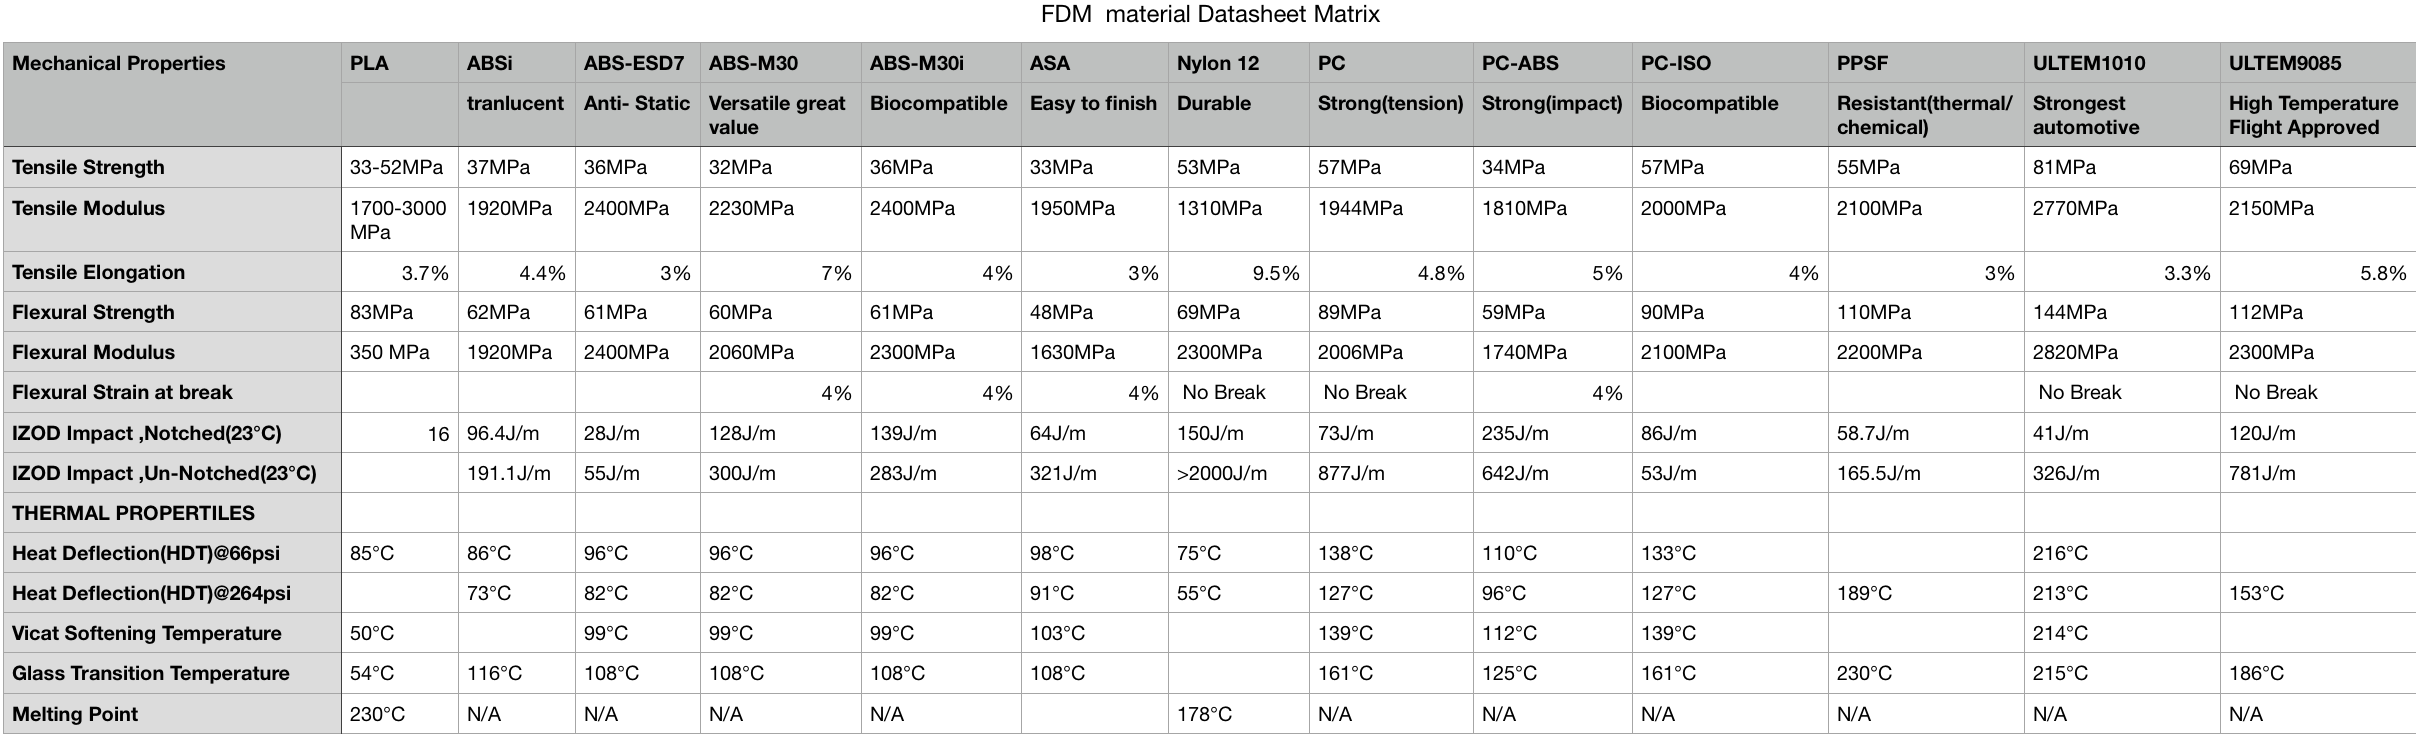 FDM  material Datasheet Matrix
Mechanical Properties PLA ABSi ABS-ESD7 ABS-M30 ABS-M30i ASA Nylon 12 PC PC-ABS PC-ISO PPSF ULTEM1010 ULTEM9085
tranlucent Anti- Static Versatile great Biocompatible Easy to finish Durable Strong(tension) Strong(impact) Biocompatible Resistant(thermal/ Strongest High Temperature
value chemical) automotive Flight Approved
Tensile Strength 33-52MPa 37MPa 36MPa 32MPa 36MPa 33MPa 53MPa 57MPa 34MPa 57MPa 55MPa 81MPa 69MPa
Tensile Modulus 1700-3000 1920MPa 2400MPa 2230MPa 2400MPa 1950MPa 1310MPa 1944MPa 1810MPa 2000MPa 2100MPa 2770MPa 2150MPa
MPa
Tensile Elongation 3.7% 4.4% 3% 7% 4% 3% 9.5% 4.8% 5% 4% 3% 3.3% 5.8%
Flexural Strength 83MPa 62MPa 61MPa 60MPa 61MPa 48MPa 69MPa 89MPa 59MPa 90MPa 110MPa 144MPa 112MPa
Flexural Modulus 350 MPa 1920MPa 2400MPa 2060MPa 2300MPa 1630MPa 2300MPa 2006MPa 1740MPa 2100MPa 2200MPa 2820MPa 2300MPa
Flexural Strain at break 4% 4% 4% No Break No Break 4% No Break No Break
IZOD Impact ,Notched(23°C) 16 96.4J/m 28J/m 128J/m 139J/m 64J/m 150J/m 73J/m 235J/m 86J/m 58.7J/m 41J/m 120J/m
IZOD Impact ,Un-Notched(23°C) 191.1J/m 55J/m 300J/m 283J/m 321J/m >2000J/m 877J/m 642J/m 53J/m 165.5J/m 326J/m 781J/m
THERMAL PROPERTILES
Heat Deflection(HDT)@66psi 85°C 86°C 96°C 96°C 96°C 98°C 75°C 138°C 110°C 133°C 216°C
Heat Deflection(HDT)@264psi 73°C 82°C 82°C 82°C 91°C 55°C 127°C 96°C 127°C 189°C 213°C 153°C
Vicat Softening Temperature 50°C 99°C 99°C 99°C 103°C 139°C 112°C 139°C 214°C
Glass Transition Temperature 54°C 116°C 108°C 108°C 108°C 108°C 161°C 125°C 161°C 230°C 215°C 186°C
Melting Point 230°C N/A N/A N/A N/A 178°C N/A N/A N/A N/A N/A N/A